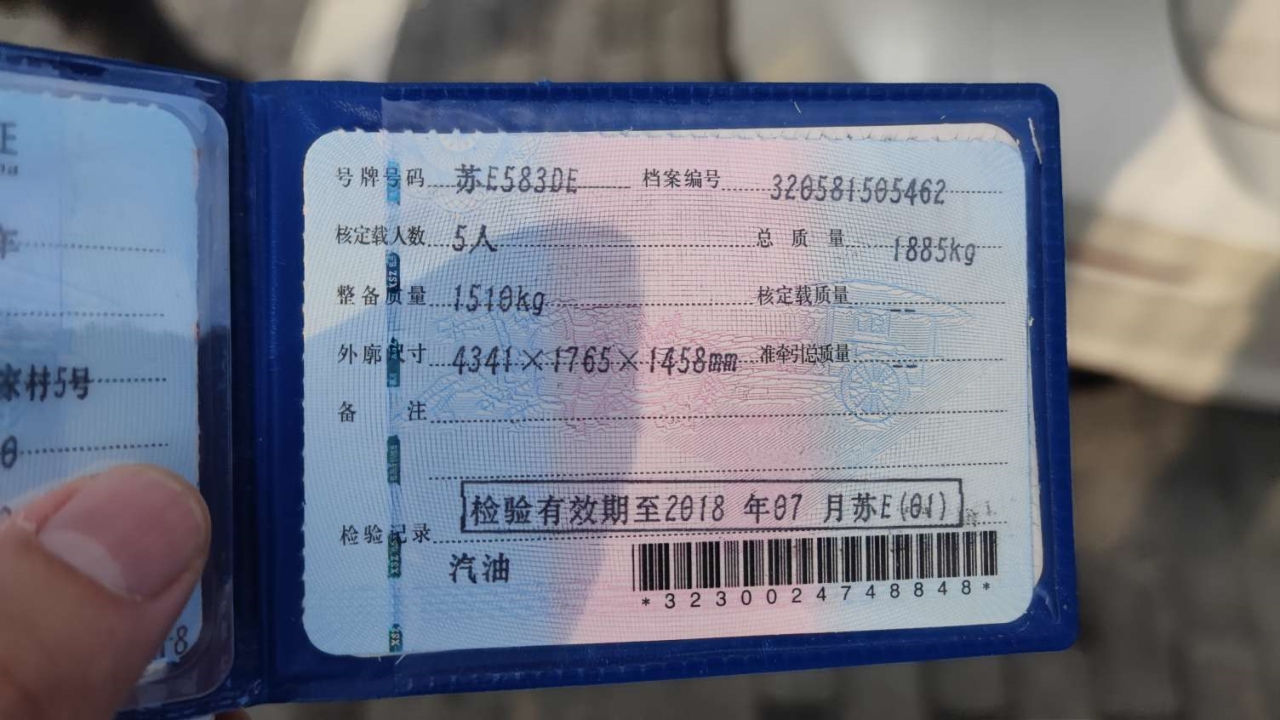 家村5号
号牌号码 苏E583DE 档案编号 320581505462
核定载人数 5人 总质量 1885kg
整备质量 1510kg 核定载质量 --
外廓尺寸 4341×1765×1458mm 准牵引总质量 --
备注
检验有效期至2018 年07 月苏E(01)
检验记录
汽油
*3230024748848*